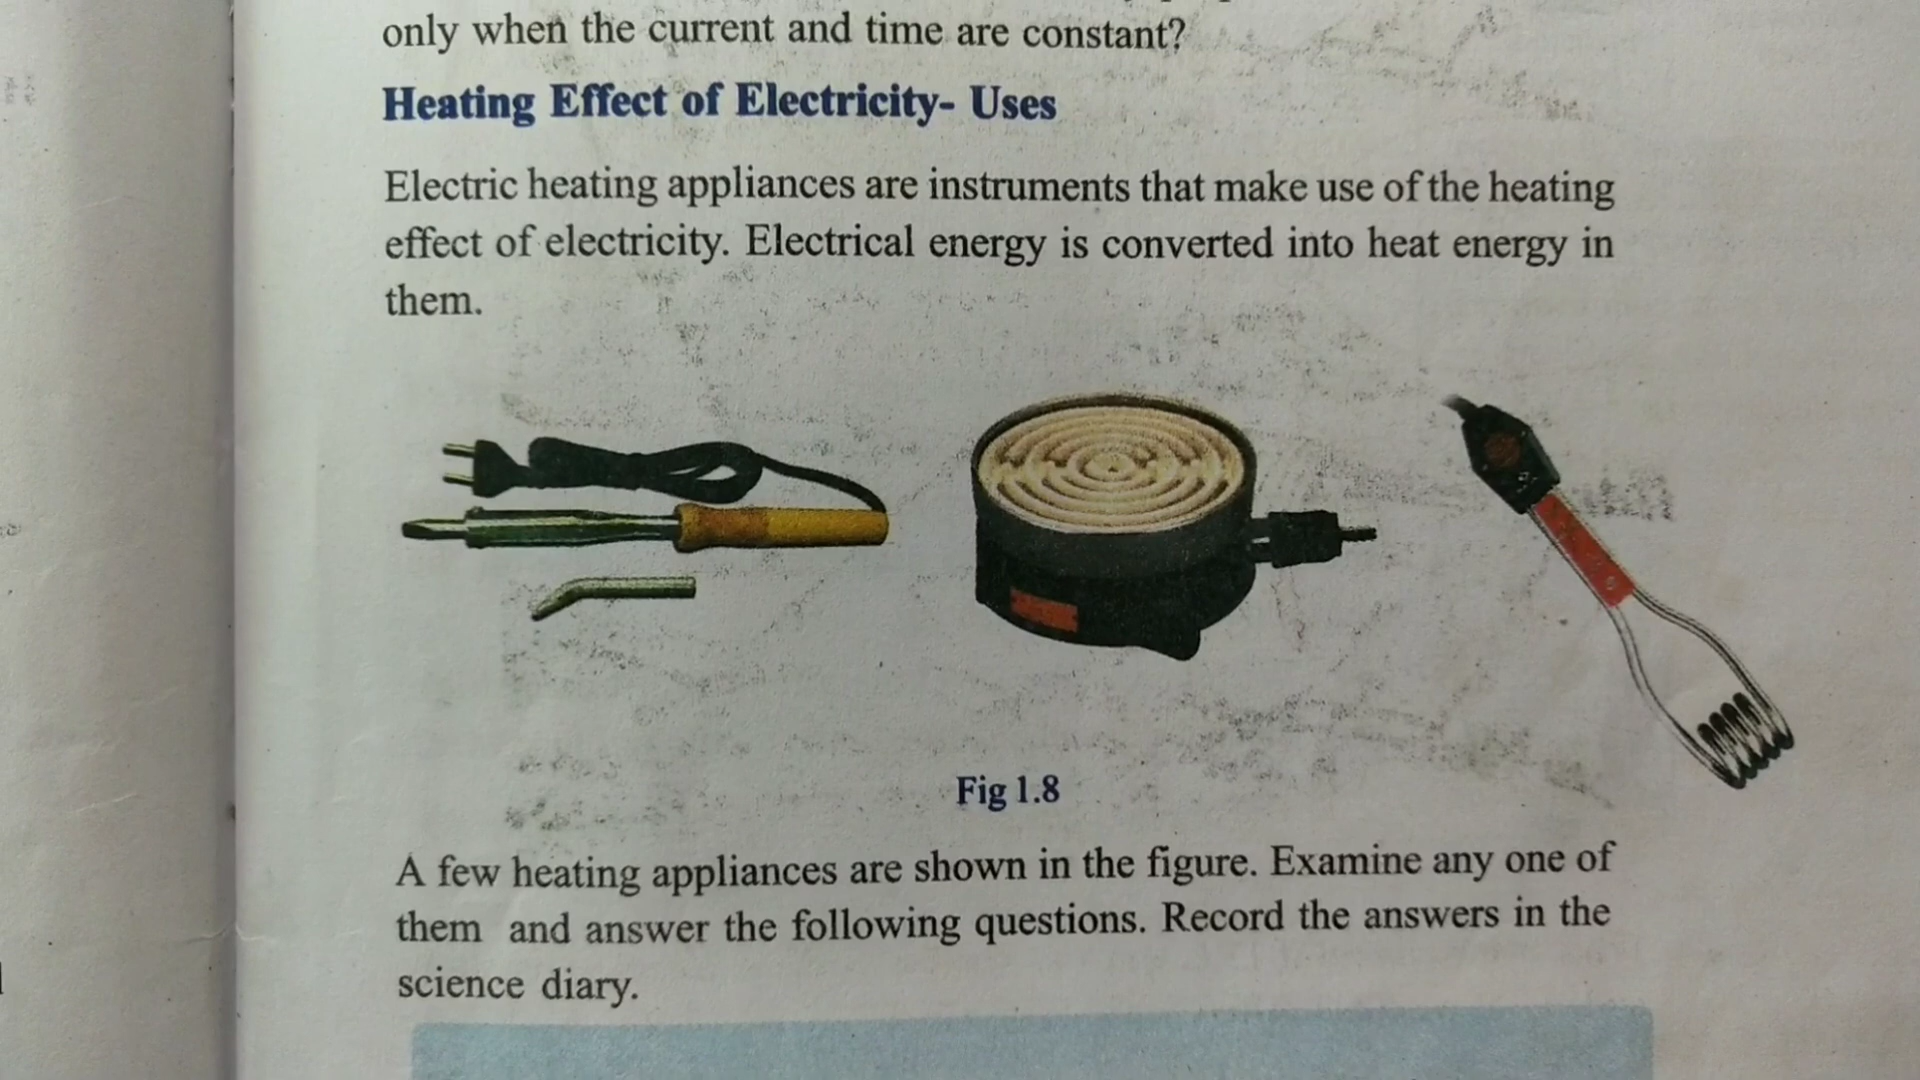 only when the current and time are constant?
Heating Effect of Electricity- Uses
Electric heating appliances are instruments that make use of the heating
effect of electricity. Electrical energy is converted into heat energy in
them.
Fig 1.8
A few heating appliances are shown in the figure. Examine any one of
them and answer the following questions. Record the answers in the
science diary.